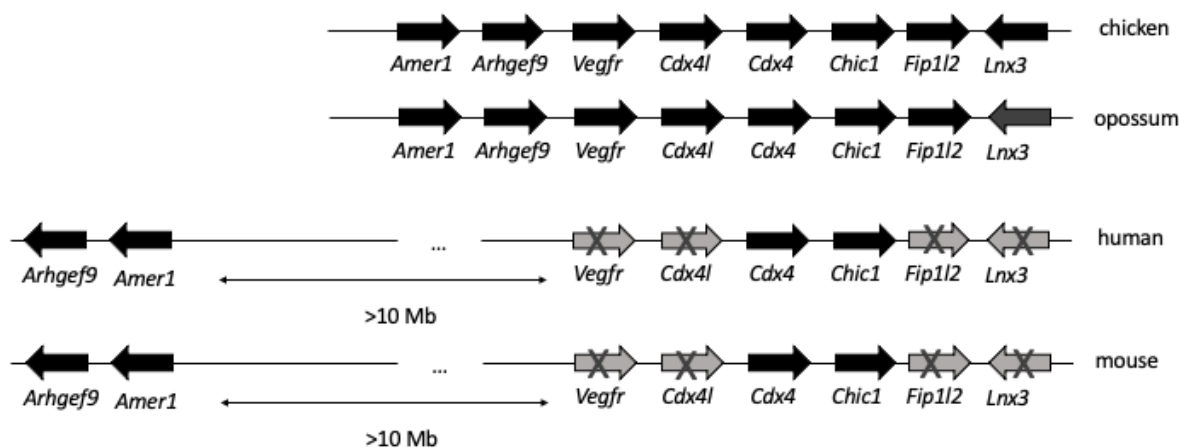 chicken
Amer1 Arhgef9 Vegfr Cdx4l Cdx4 Chic1 Fip1l2 Lnx3
opossum
Amer1 Arhgef9 Vegfr Cdx4l Cdx4 Chic1 Fip1l2 Lnx3
... human
Arhgef9 Amer1 Vegfr Cdx4l Cdx4 Chic1 Fip1l2 Lnx3
>10 Mb
... mouse
Arhgef9 Amer1 Vegfr Cdx4l Cdx4 Chic1 Fip1l2 Lnx3
>10 Mb